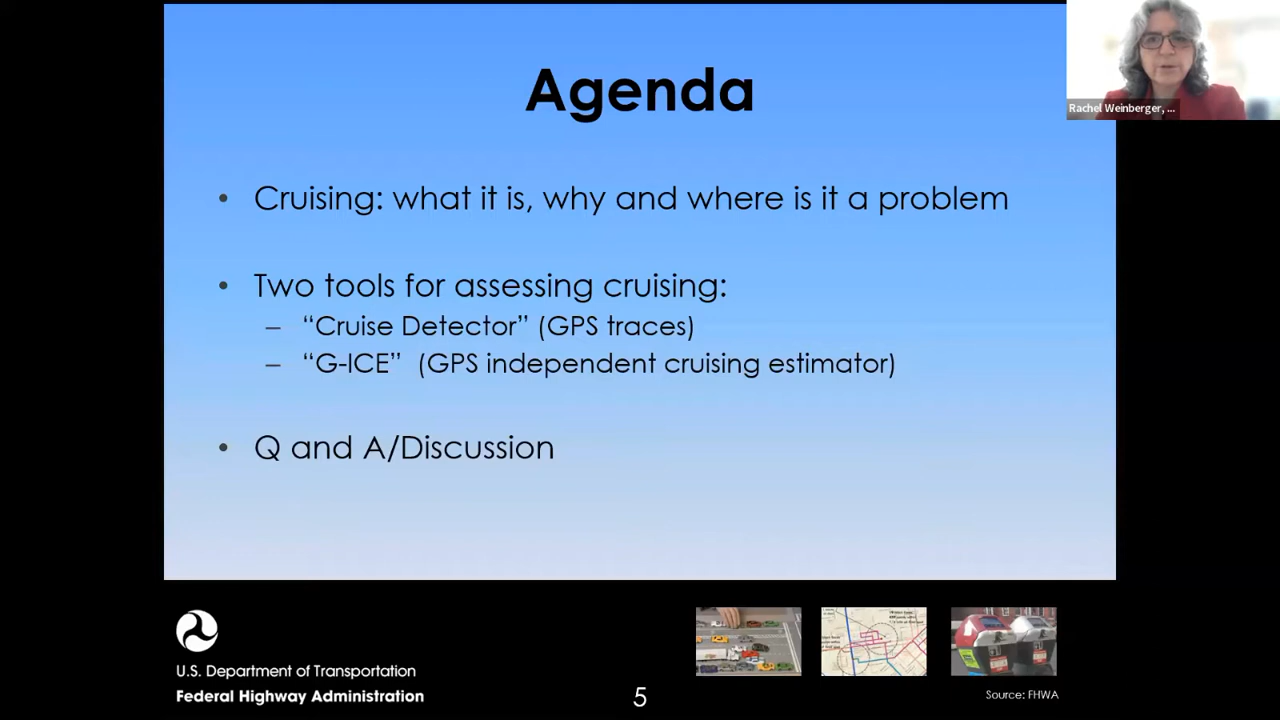 Agenda
Rachel Weinberger, ...
• Cruising: what it is, why and where is it a problem
• Two tools for assessing cruising:
– “Cruise Detector” (GPS traces)
– “G-ICE” (GPS independent cruising estimator)
• Q and A/Discussion
U.S. Department of Transportation
Federal Highway Administration
5
Source: FHWA